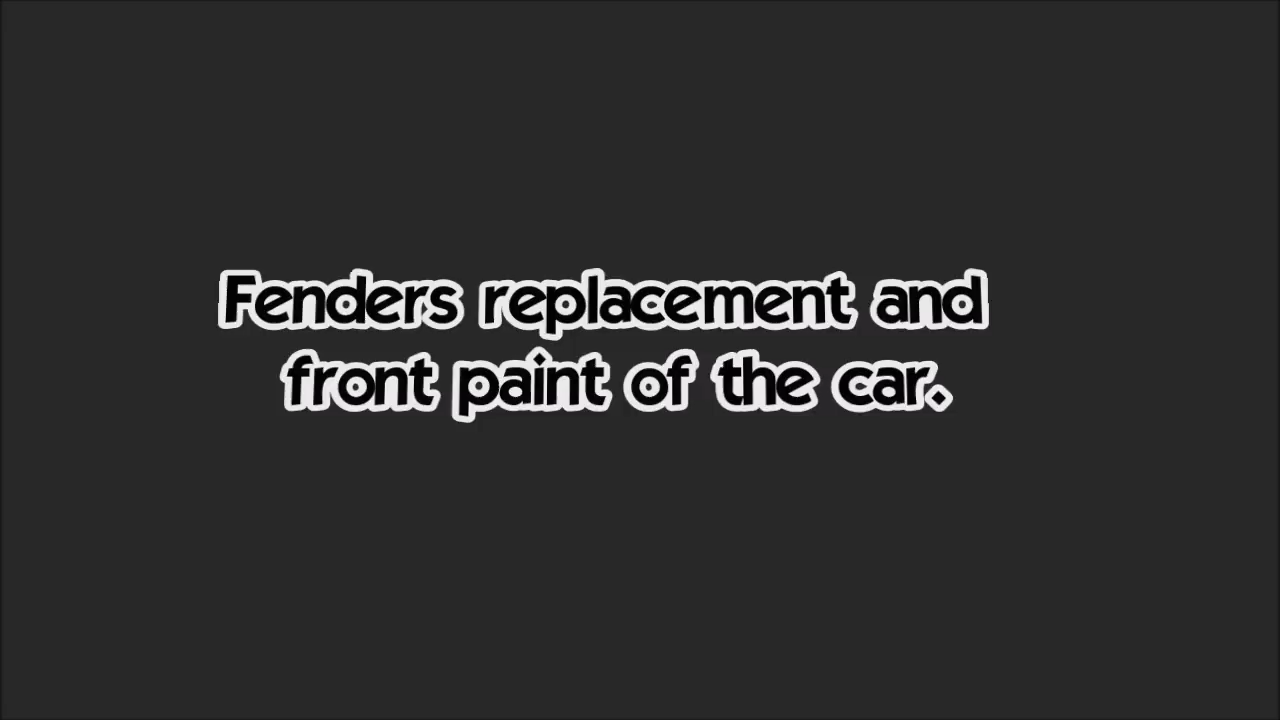 Fenders replacement and
front paint of the car.